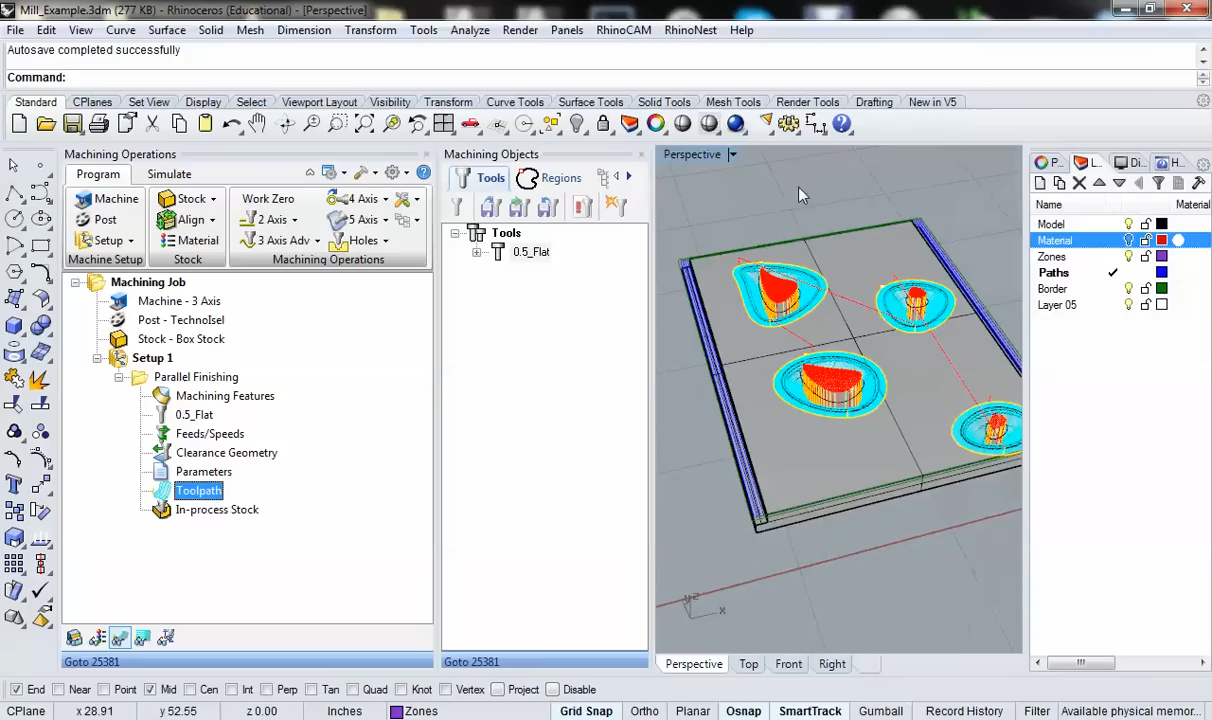 Mill_Example.3dm (277 KB) - Rhinoceros (Educational) - [Perspective]
File Edit View Curve Surface Solid Mesh Dimension Transform Tools Analyze Render Panels RhinoCAM RhinoNest Help
Autosave completed successfully
Command:
Standard CPlanes Set View Display Select Viewport Layout Visibility Transform Curve Tools Surface Tools Solid Tools Mesh Tools Render Tools Drafting New in V5
Machining Operations
Program Simulate
Machine Stock Work Zero 4 Axis
Post Align 2 Axis 5 Axis
Setup Material 3 Axis Adv Holes
Machine Setup Stock Machining Operations
Machining Job
Machine - 3 Axis
Post - TechnoIsel
Stock - Box Stock
Setup 1
Parallel Finishing
Machining Features
0.5_Flat
Feeds/Speeds
Clearance Geometry
Parameters
Toolpath
In-process Stock
Goto 25381
Machining Objects
Tools Regions
Tools
0.5_Flat
Goto 25381
Perspective
x
Perspective Top Front Right
P... L... Di... H...
Name Material
Model
Material
Zones
Paths
Border
Layer 05
End Near Point Mid Cen Int Perp Tan Quad Knot Vertex Project Disable
CPlane x 28.91 y 52.55 z 0.00 Inches Zones Grid Snap Ortho Planar Osnap SmartTrack Gumball Record History Filter Available physical memor...